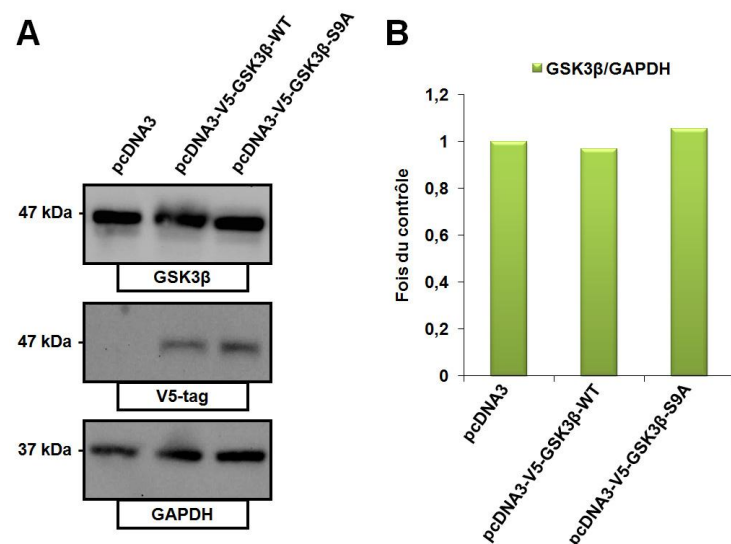 A
pcDNA3
pcDNA3-V5-GSK3β-WT
pcDNA3-V5-GSK3β-S9A
47 kDa
GSK3β
47 kDa
V5-tag
37 kDa
GAPDH
B
GSK3β/GAPDH
Fois du contrôle
1,2
1
0,8
0,6
0,4
0,2
0
pcDNA3
pcDNA3-V5-GSK3β-WT
pcDNA3-V5-GSK3β-S9A